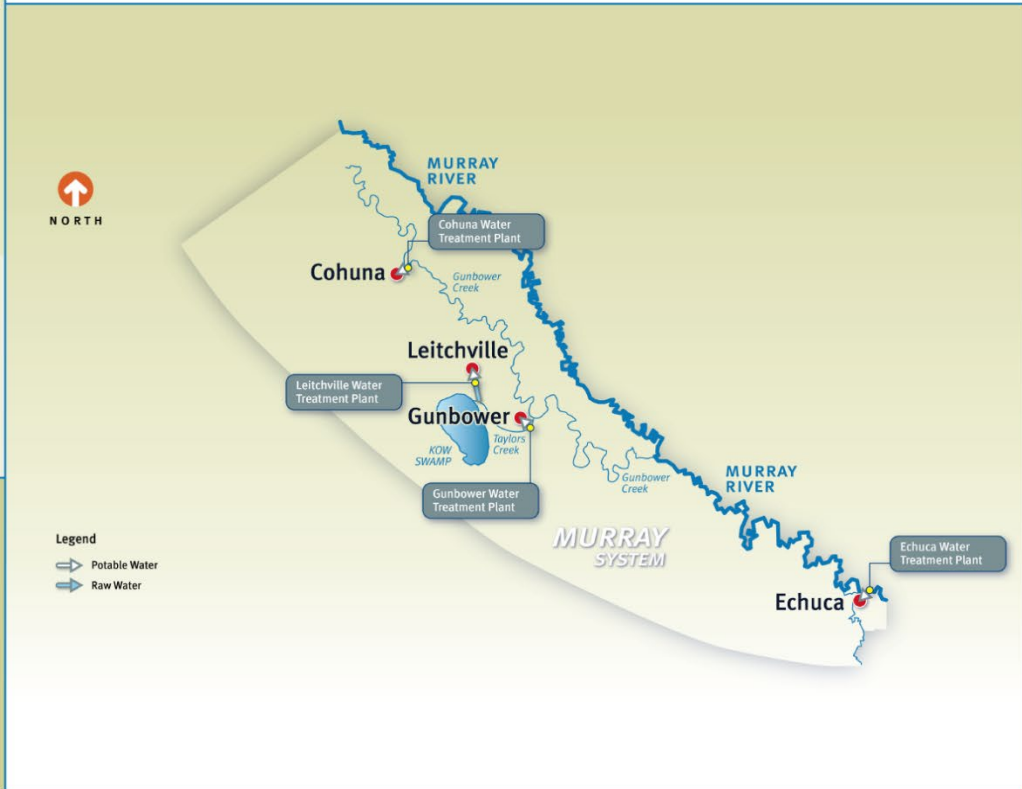 MURRAY
RIVER
NORTH
Cohuna Water
Treatment Plant
Cohuna
Gunbower
Creek
Leitchville
Leitchville Water
Treatment Plant
Gunbower
Taylors
Creek
KOW
SWAMP
Gunbower
Creek
MURRAY
RIVER
Gunbower Water
Treatment Plant
MURRAY
SYSTEM
Legend
Potable Water
Raw Water
Echuca Water
Treatment Plant
Echuca